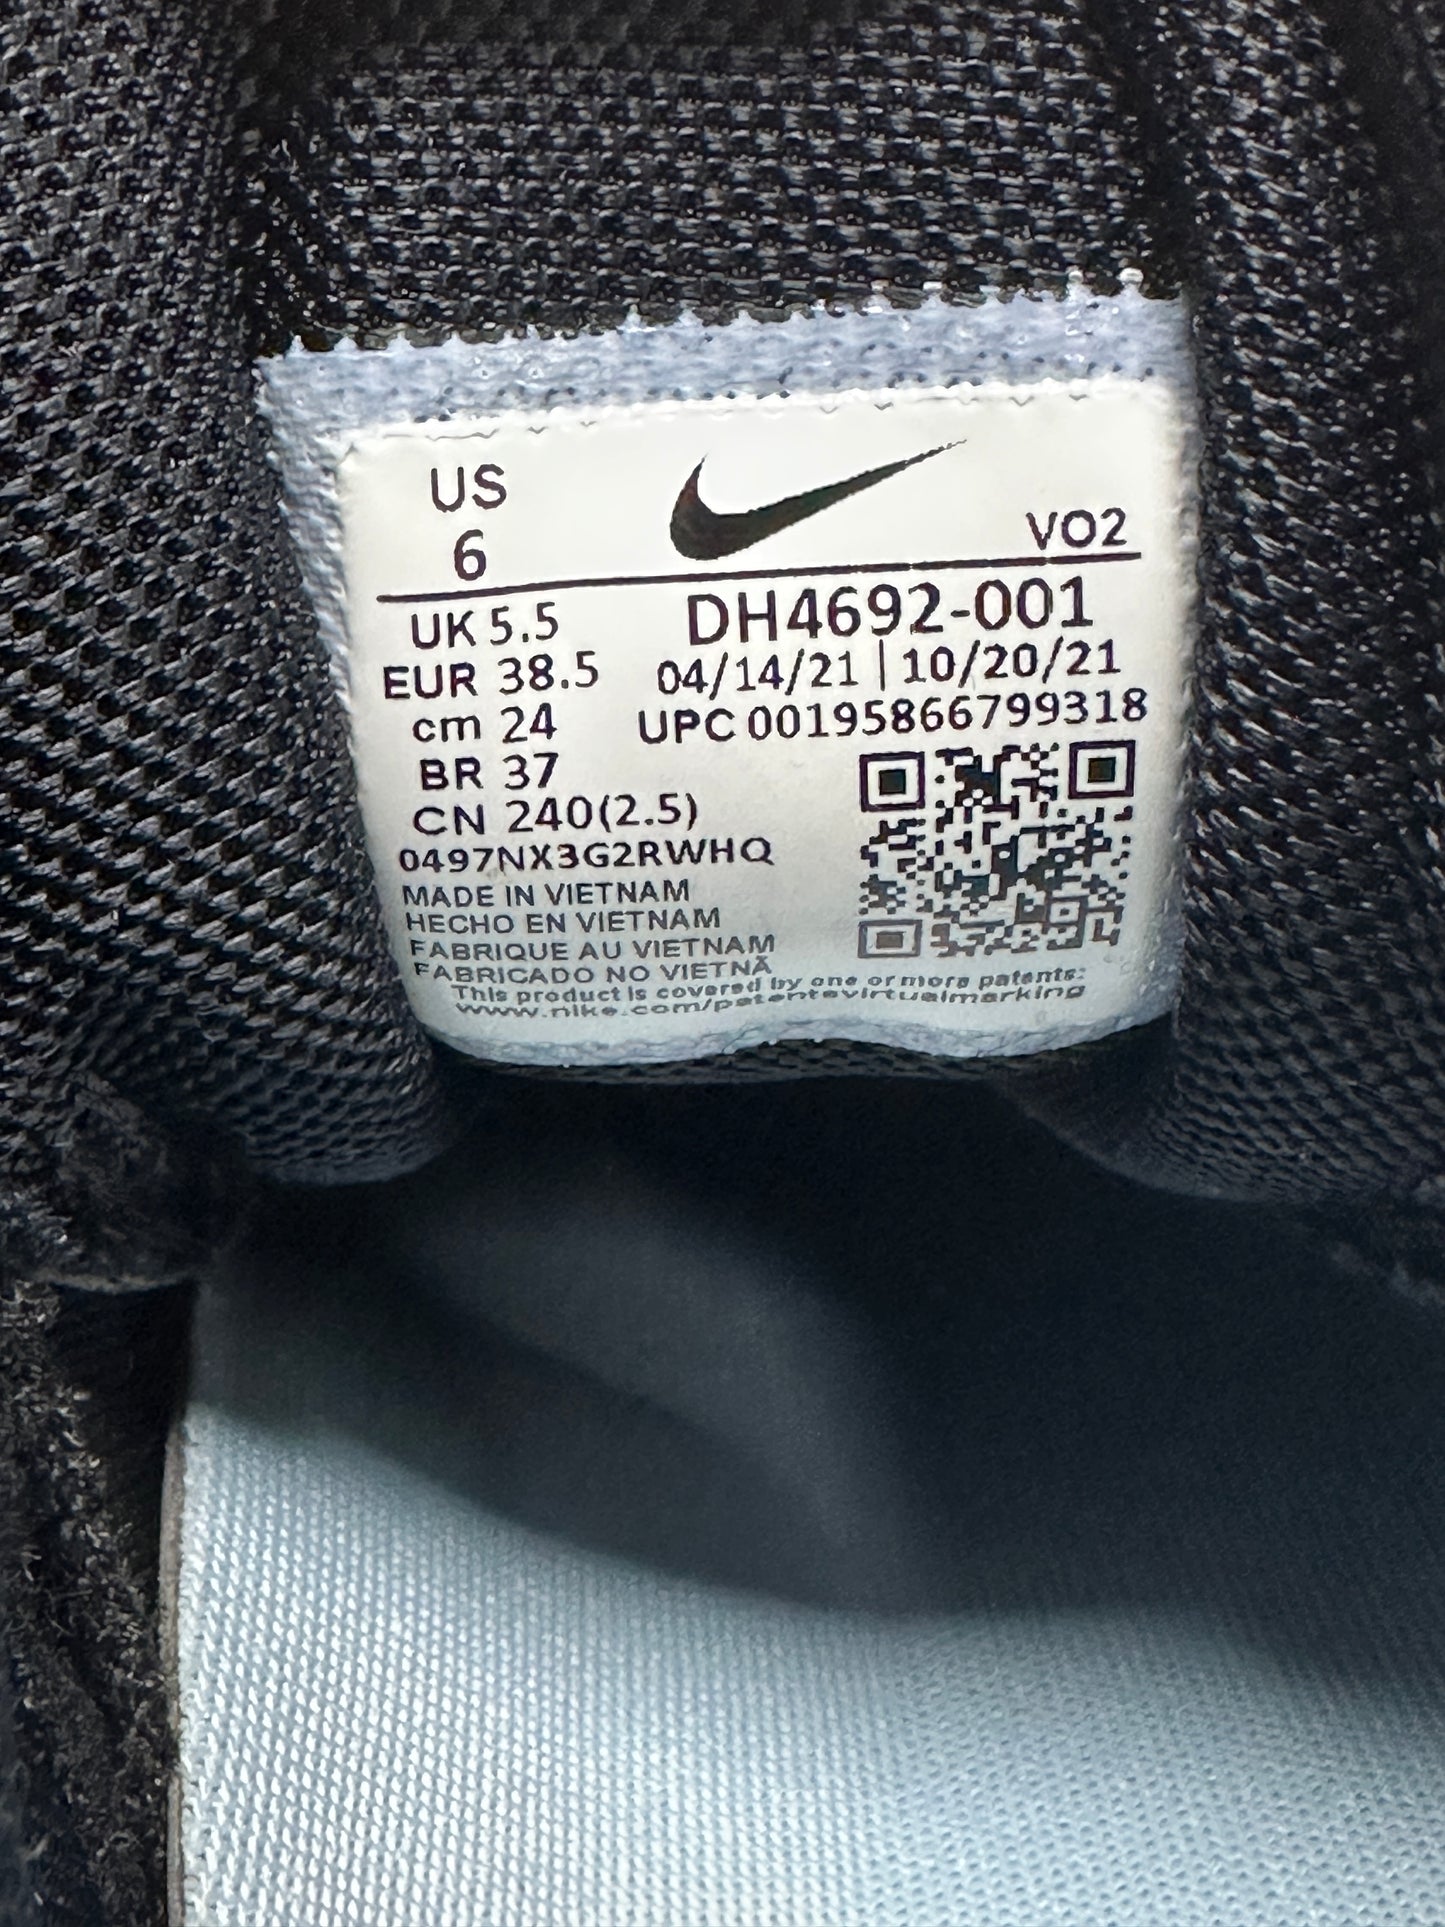 US
6
VO2
UK 5.5
DH4692-001
EUR 38.5
04/14/21 | 10/20/21
cm 24
UPC 00195866799318
BR 37
CN 240(2.5)
0497NX3G2RWHQ
MADE IN VIETNAM
HECHO EN VIETNAM
FABRIQUE AU VIETNAM
FABRICADO NO VIETNÃ
This product is covered by one or more patents:
www.nike.com/patentsvirtualmarking